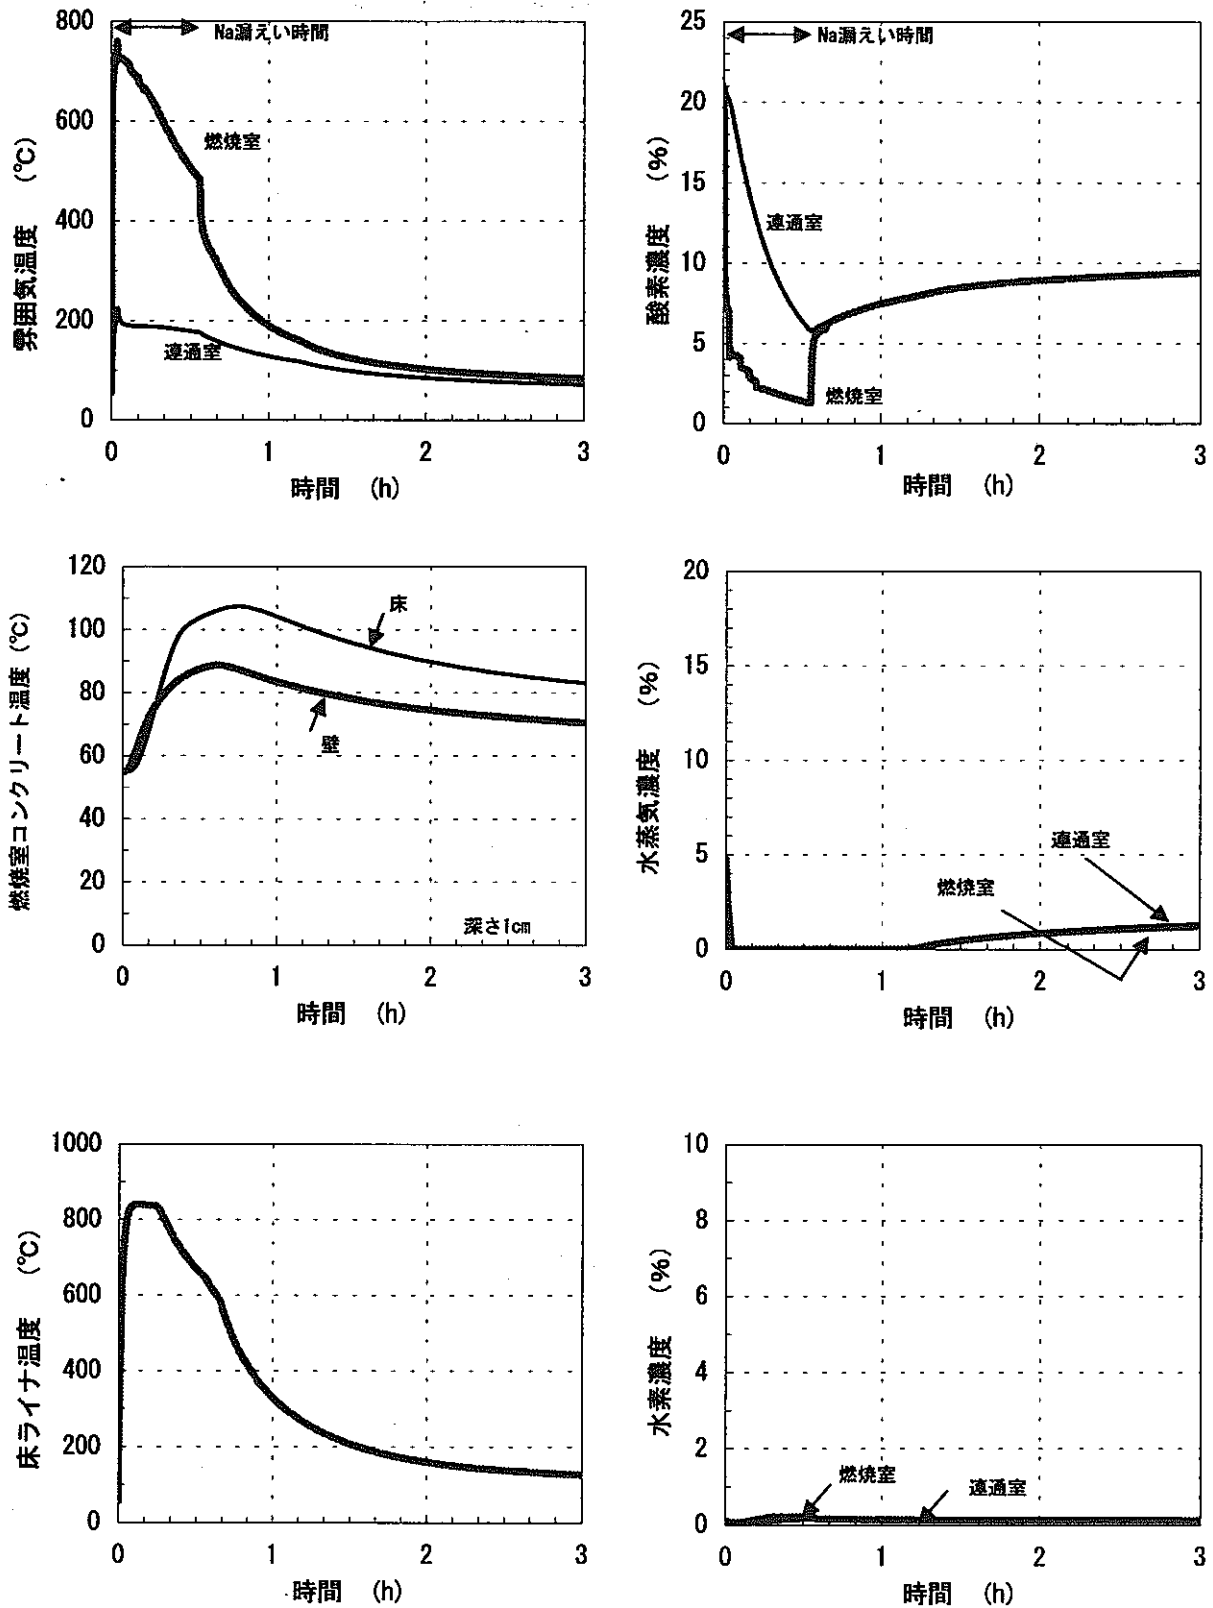 800
600
400
200
0
雰囲気温度 (℃)
Na漏えい時間
燃焼室
連通室
0 1 2 3
時間 (h)
25
20
15
10
5
0
酸素濃度 (%)
Na漏えい時間
連通室
燃焼室
0 1 2 3
時間 (h)
120
100
80
60
40
20
0
燃焼室コンクリート温度 (℃)
床
壁
深さ1cm
0 1 2 3
時間 (h)
20
15
10
5
0
水蒸気濃度 (%)
連通室
燃焼室
0 1 2 3
時間 (h)
1000
800
600
400
200
0
床ライナ温度 (℃)
0 1 2 3
時間 (h)
10
8
6
4
2
0
水素濃度 (%)
燃焼室
連通室
0 1 2 3
時間 (h)